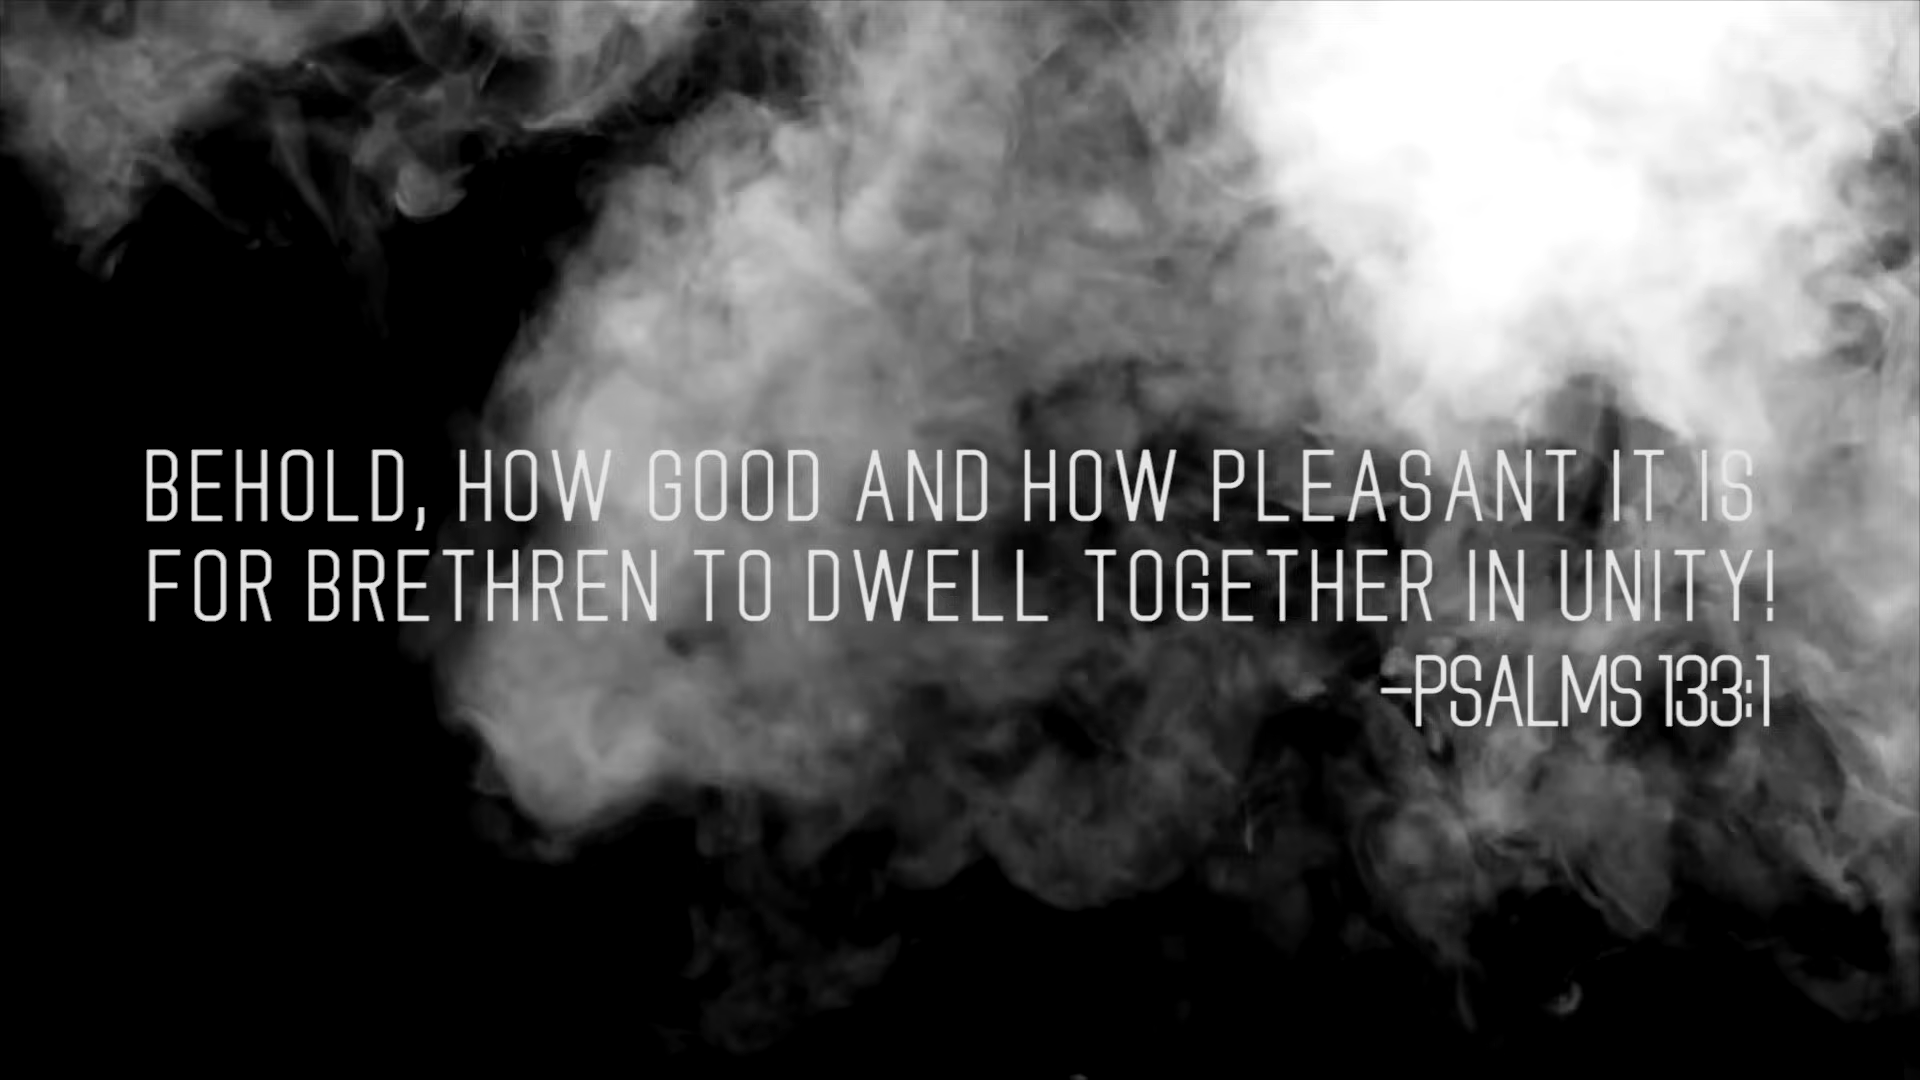 BEHOLD, HOW GOOD AND HOW PLEASANT IT IS
FOR BRETHREN TO DWELL TOGETHER IN UNITY!
-PSALMS 133:1